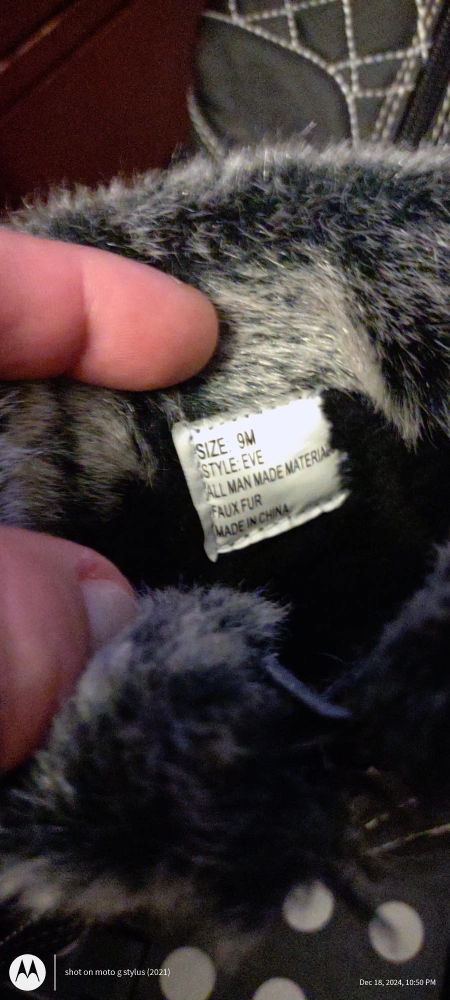 SIZE: 9M
STYLE: EVE
ALL MAN MADE MATERIAL
FAUX FUR
MADE IN CHINA
shot on moto g stylus (2021)
Dec 18, 2024, 10:50 PM